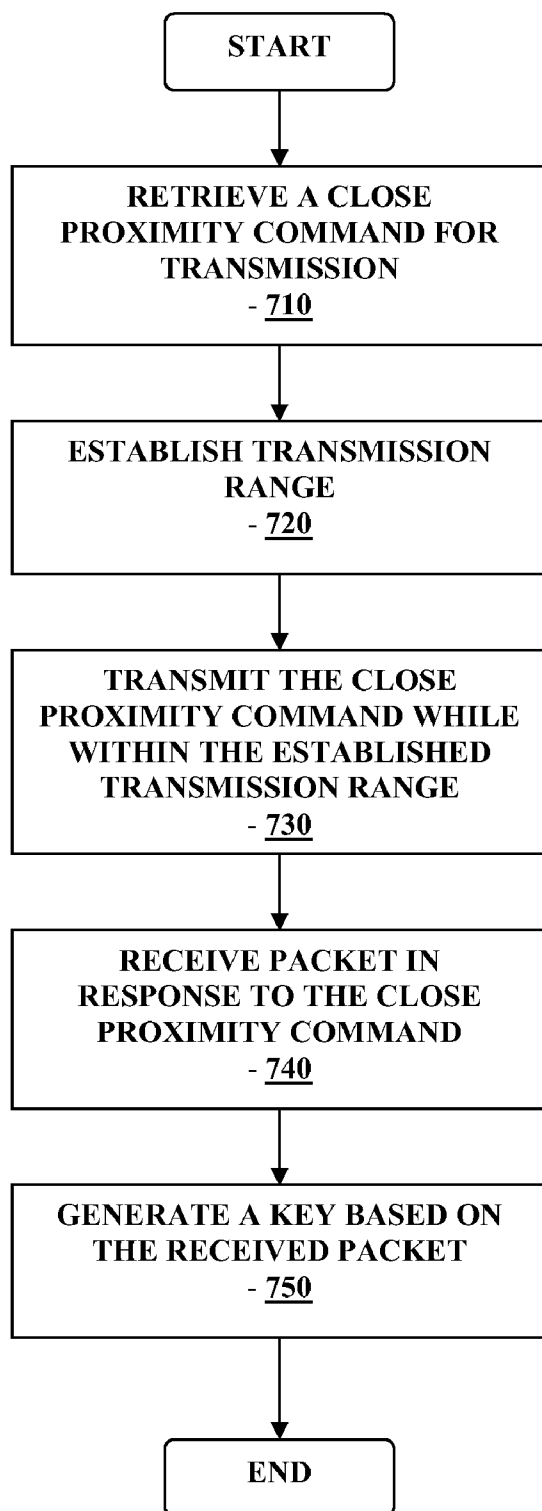 START
RETRIEVE A CLOSE
PROXIMITY COMMAND FOR
TRANSMISSION
- 710
ESTABLISH TRANSMISSION
RANGE
- 720
TRANSMIT THE CLOSE
PROXIMITY COMMAND WHILE
WITHIN THE ESTABLISHED
TRANSMISSION RANGE
- 730
RECEIVE PACKET IN
RESPONSE TO THE CLOSE
PROXIMITY COMMAND
- 740
GENERATE A KEY BASED ON
THE RECEIVED PACKET
- 750
END